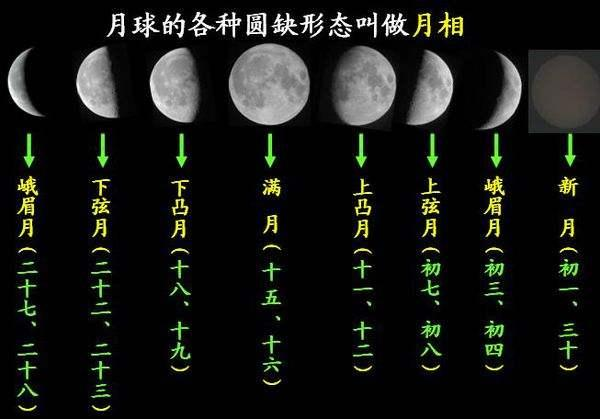 月球的各种圆缺形态叫做月相
峨眉月(二十七、二十八)
下弦月(二十二、二十三)
下凸月(十八、十九)
满月(十五、十六)
上凸月(十一、十二)
上弦月(初七、初八)
峨眉月(初三、初四)
新月(初一、三十)